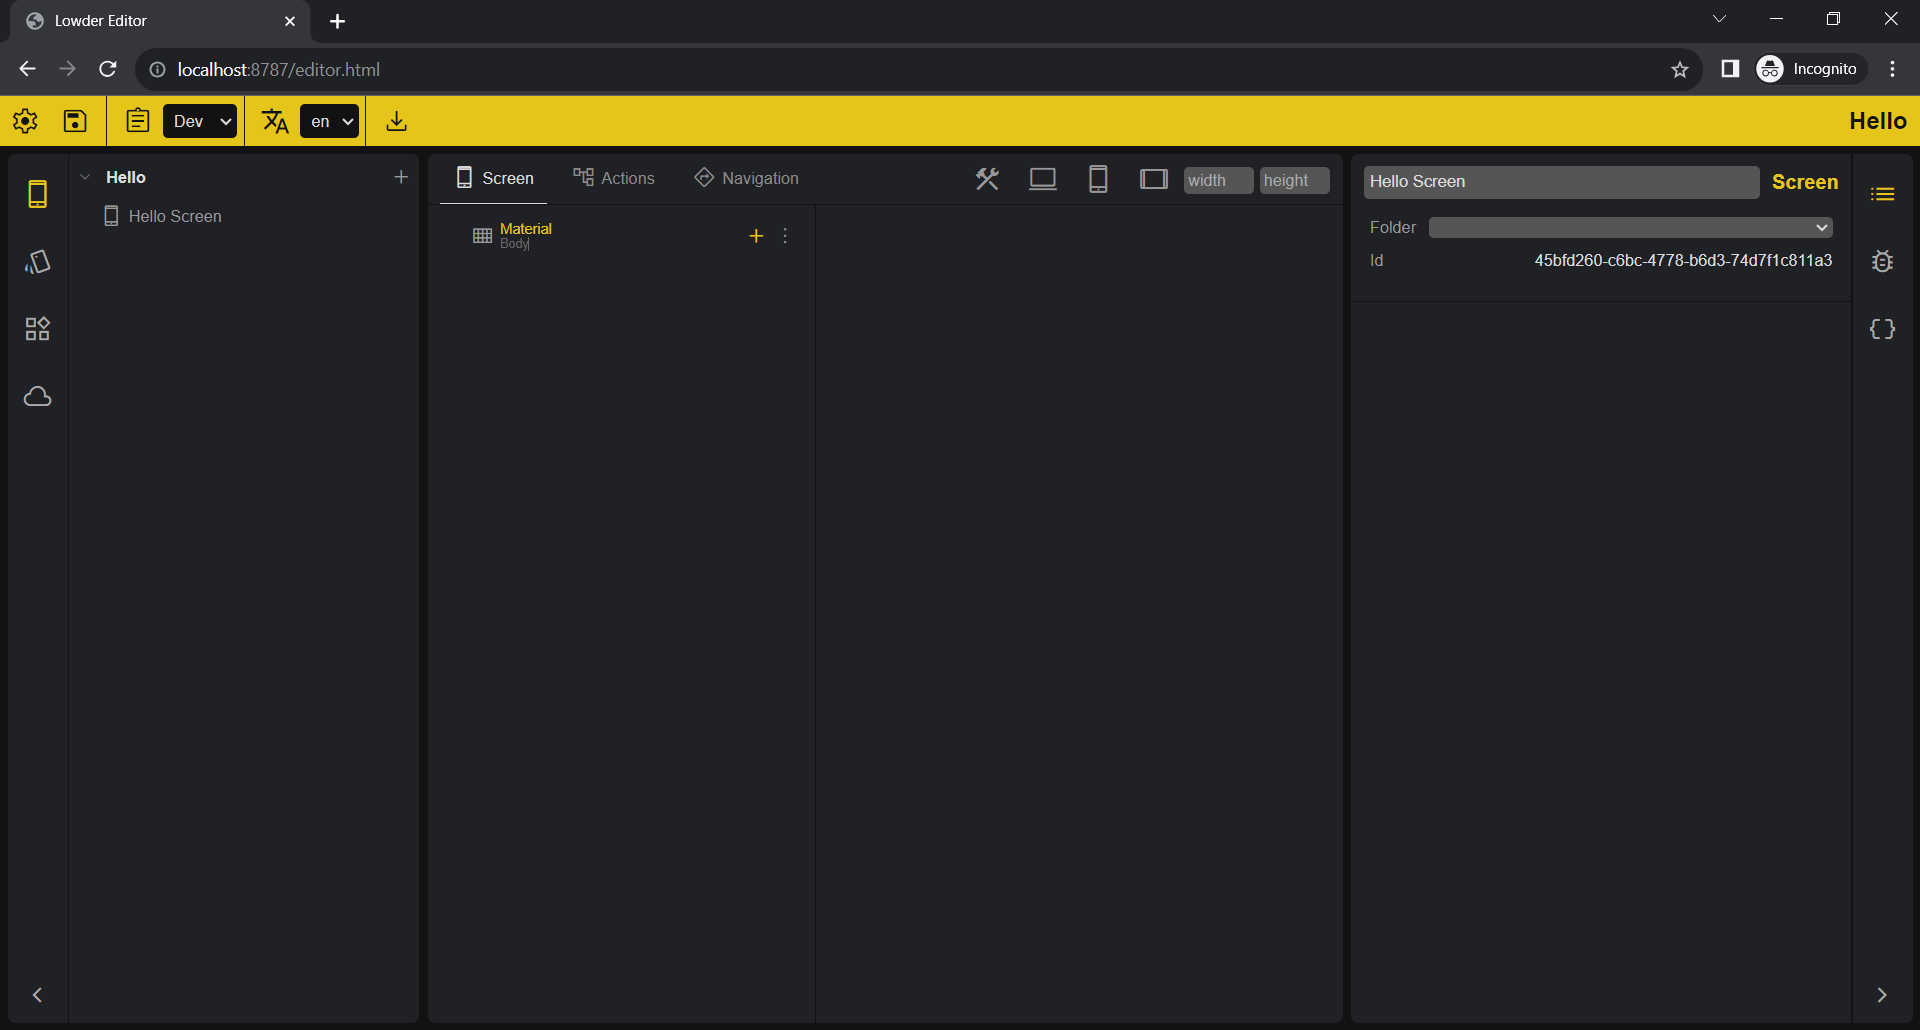 Lowder Editor
localhost:8787/editor.html
Incognito
Dev
en
Hello
Hello
Hello Screen
Screen
Actions
Navigation
width
height
Material
Body
Hello Screen
Screen
Folder
Id
45bfd260-c6bc-4778-b6d3-74d7f1c811a3